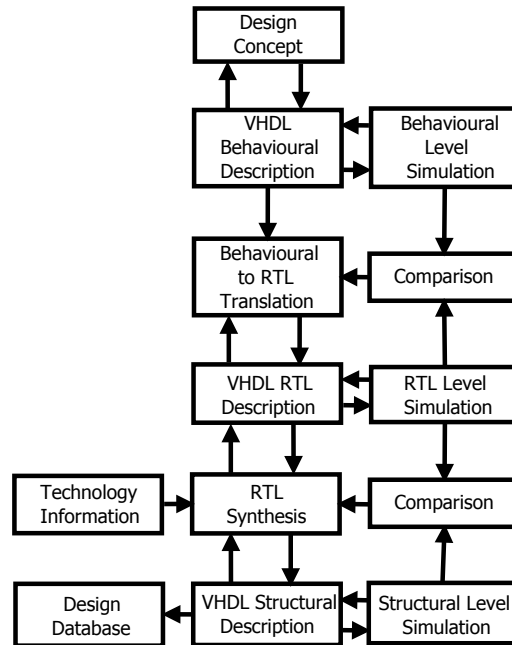 Design
Concept
VHDL
Behavioural
Description
Behavioural
Level
Simulation
Behavioural
to RTL
Translation
Comparison
VHDL RTL
Description
RTL Level
Simulation
Technology
Information
RTL
Synthesis
Comparison
Design
Database
VHDL Structural
Description
Structural Level
Simulation